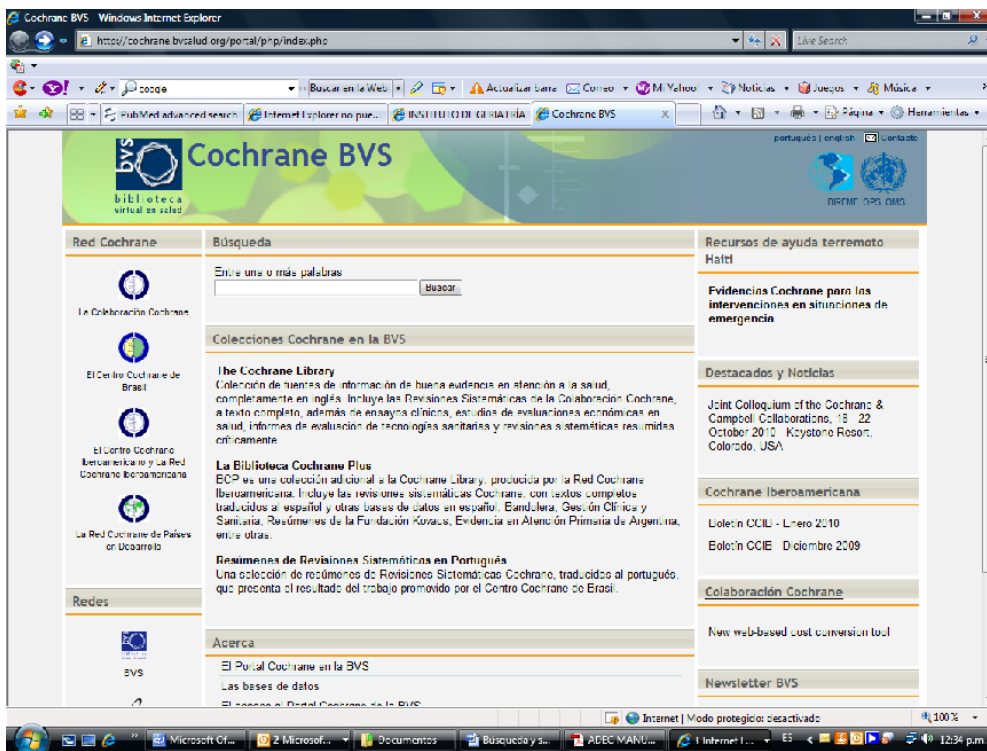 Cochrane BVS - Windows Internet Explorer
http://cochrane.bvsalud.org/portal/php/index.php
Live Search
google
Buscar en la Web
Actualizar barra
Correo
Mi Yahoo
Noticias
Juegos
Música
PubMed advanced search
Internet Explorer no pue...
INSTITUTO DE GERIATRÍA
Cochrane BVS
Página
Herramientas
bvs
biblioteca
virtual en salud
Cochrane BVS
português | english
Contacto
BIREME OPS OMS
Red Cochrane
La Colaboración Cochrane
El Centro Cochrane de
Brasil
El Centro Cochrane
Iberoamericano y La Red
Cochrane Iberoamericana
La Red Cochrane de Países
en Desarrollo
Redes
BVS
Búsqueda
Entre una o más palabras
Buscar
Colecciones Cochrane en la BVS
The Cochrane Library
Colección de fuentes de información de buena evidencia en atención a la salud,
completamente en inglés. Incluye las Revisiones Sistemáticas de la Colaboración Cochrane,
a texto completo, además de ensayos clínicos, estudios de evaluaciones económicas en
salud, informes de evaluación de tecnologías sanitarias y revisiones sistemáticas resumidas
críticamente.
La Biblioteca Cochrane Plus
BCP es una colección adicional a la Cochrane Library, producida por la Red Cochrane
Iberoamericana. Incluye las revisiones sistemáticas Cochrane, con textos completos
traducidos al español y otras bases de datos en español: Bandolera, Gestión Clínica y
Sanitaria, Resúmenes de la Fundación Kovacs, Evidencia en Atención Primaria de Argentina,
entre otras.
Resúmenes de Revisiones Sistemáticas en Portugués
Una selección de resúmenes de Revisiones Sistemáticas Cochrane, traducidas al portugués,
que presenta el resultado del trabajo promovido por el Centro Cochrane de Brasil.
Acerca
El Portal Cochrane en la BVS
Las bases de datos
El acceso al Portal Cochrane de la BVS
Recursos de ayuda terremoto
Haití
Evidencias Cochrane para las
intervenciones en situaciones de
emergencia
Destacados y Noticias
Joint Colloquium of the Cochrane &
Campbell Collaborations, 18 - 22
October 2010 - Keystone Resort,
Colorado, USA
Cochrane Iberoamericana
Boletín CCIB - Enero 2010
Boletín CCIB - Diciembre 2009
Colaboración Cochrane
New web-based cost conversion tool
Newsletter BVS
Internet | Modo protegido: desactivado
100%
Microsoft Of...
2 Microsof...
Documentos
Búsqueda y s...
ADEC MANU...
ES
12:34 p.m.